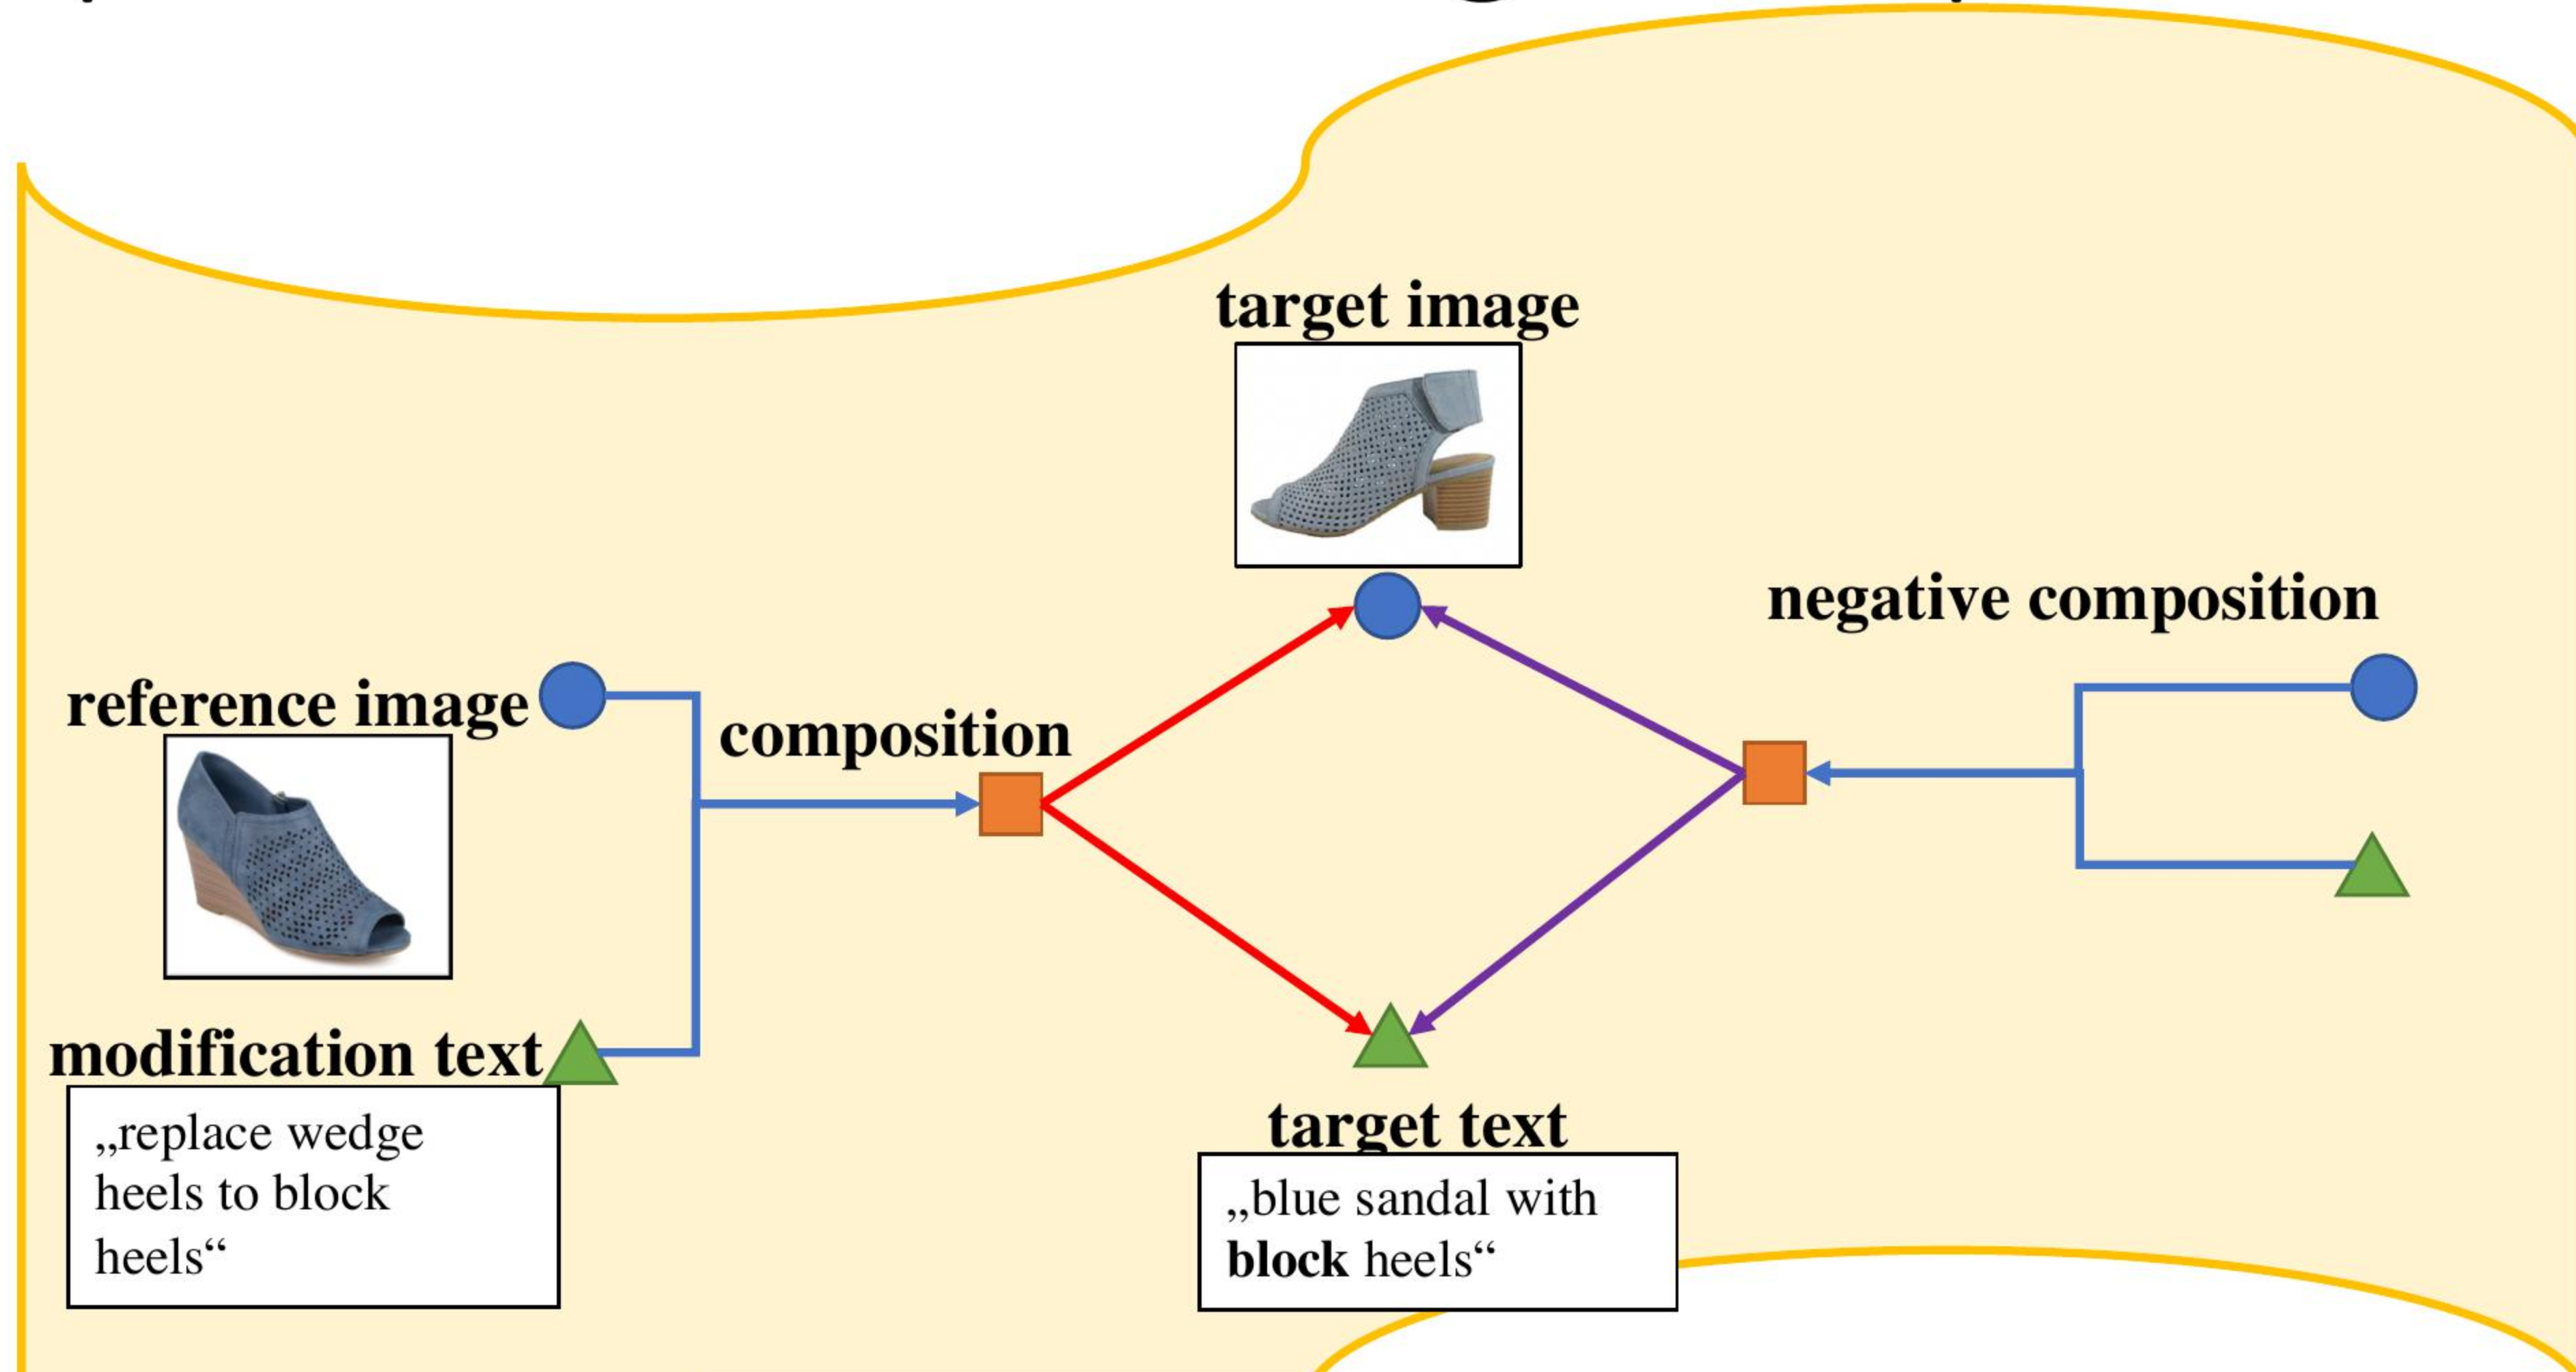 target image
negative composition
reference image
composition
modification text
„replace wedge
heels to block
heels“
target text
„blue sandal with
block heels“